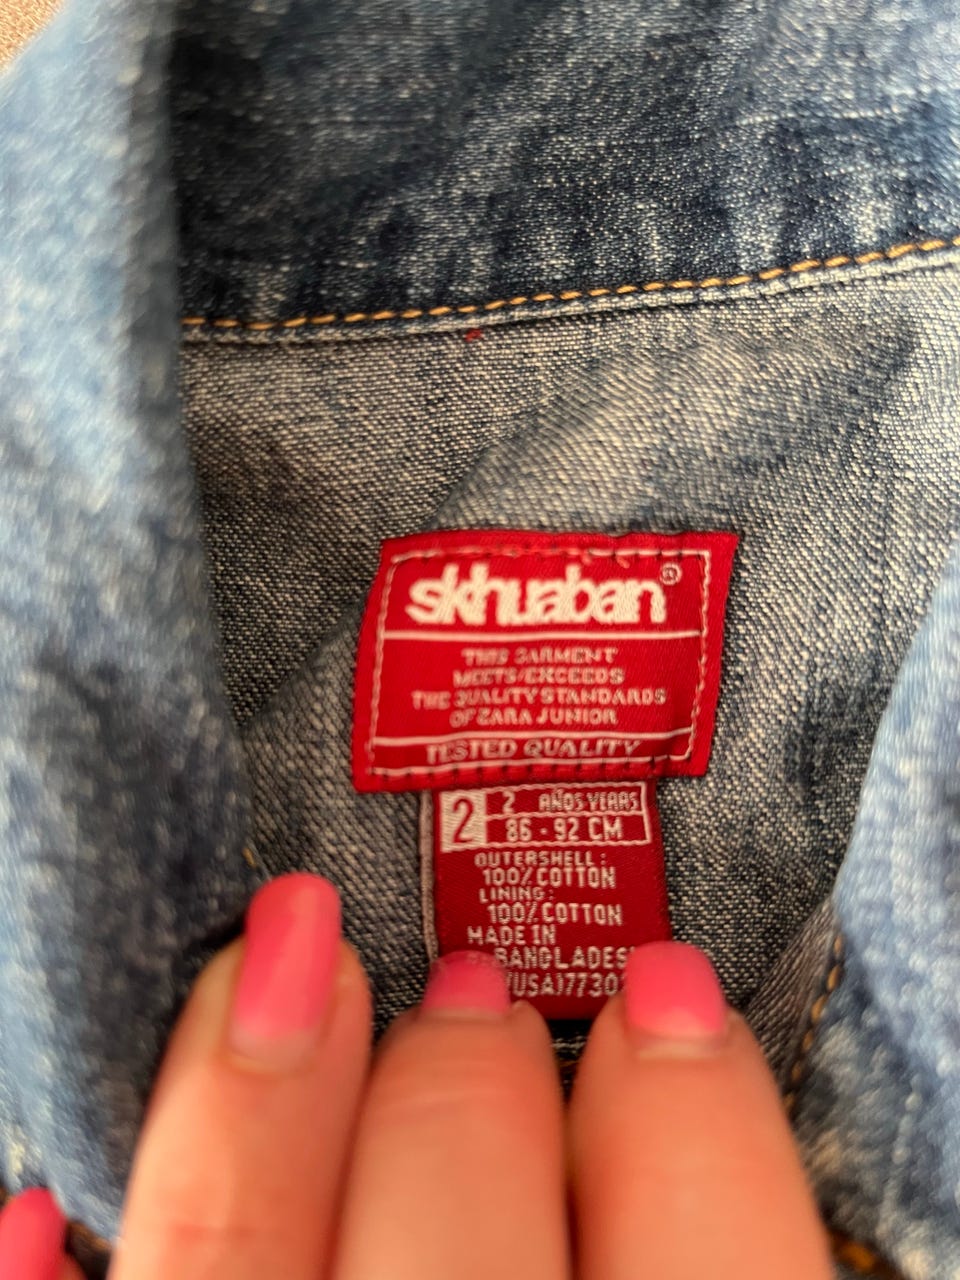 skhuaban®
THIS GARMENT
MEETS/EXCEEDS
THE QUALITY STANDARDS
OF ZARA JUNIOR
TESTED QUALITY
2
2 AÑOS YEARS
86 - 92 CM
OUTERSHELL:
100% COTTON
LINING:
100% COTTON
MADE IN
BANGLADES